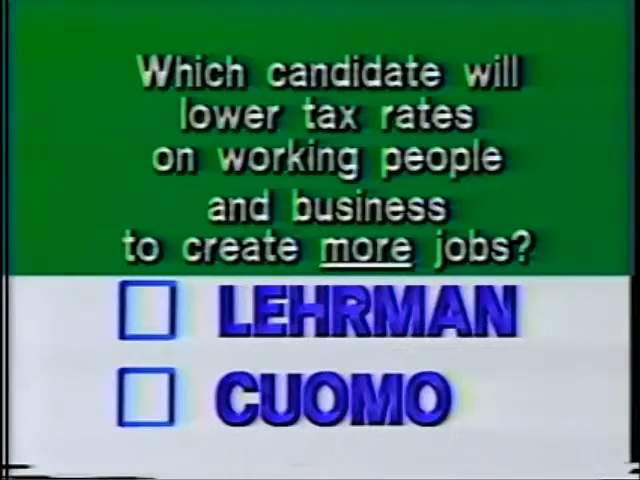 Which candidate will
lower tax rates
on working people
and business
to create more jobs?
LEHRMAN
CUOMO